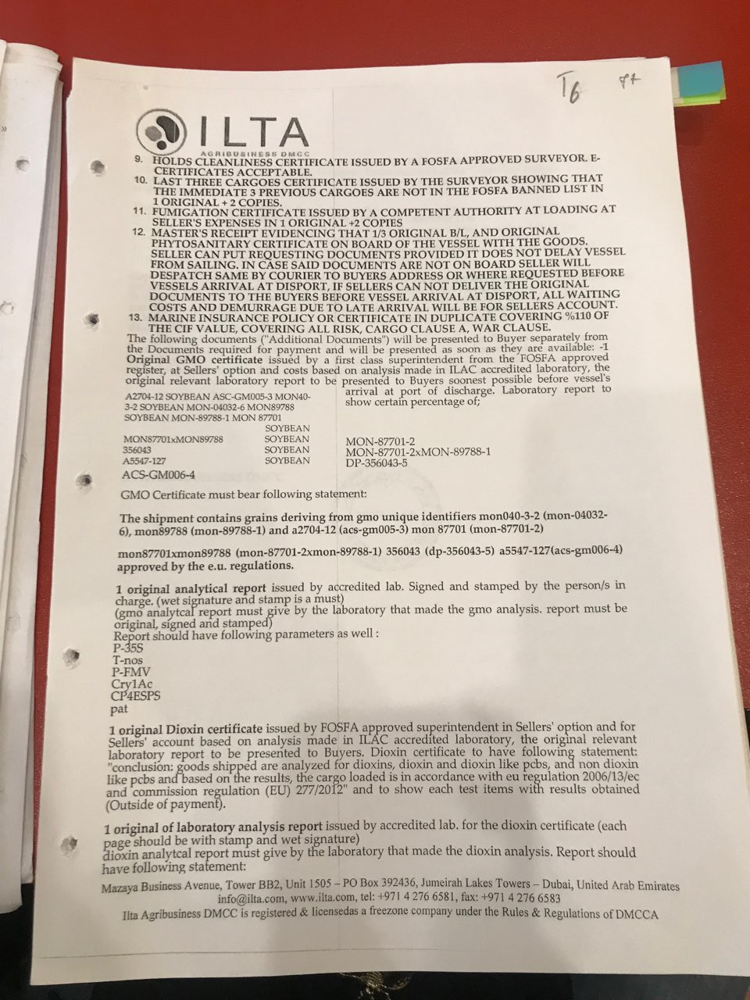 T6
ILTA
AGRIBUSINESS DMCC
9. HOLDS CLEANLINESS CERTIFICATE ISSUED BY A FOSFA APPROVED SURVEYOR. E-
CERTIFICATES ACCEPTABLE.
10. LAST THREE CARGOES CERTIFICATE ISSUED BY THE SURVEYOR SHOWING THAT
THE IMMEDIATE 3 PREVIOUS CARGOES ARE NOT IN THE FOSFA BANNED LIST IN
1 ORIGINAL + 2 COPIES.
11. FUMIGATION CERTIFICATE ISSUED BY A COMPETENT AUTHORITY AT LOADING AT
SELLER'S EXPENSES IN 1 ORIGINAL +2 COPIES
12. MASTER'S RECEIPT EVIDENCING THAT 1/3 ORIGINAL B/L, AND ORIGINAL
PHYTOSANITARY CERTIFICATE ON BOARD OF THE VESSEL WITH THE GOODS.
SELLER CAN PUT REQUESTING DOCUMENTS PROVIDED IT DOES NOT DELAY VESSEL
FROM SAILING. IN CASE SAID DOCUMENTS ARE NOT ON BOARD SELLER WILL
DESPATCH SAME BY COURIER TO BUYERS ADDRESS OR WHERE REQUESTED BEFORE
VESSELS ARRIVAL AT DISPORT, IF SELLERS CAN NOT DELIVER THE ORIGINAL
DOCUMENTS TO THE BUYERS BEFORE VESSEL ARRIVAL AT DISPORT, ALL WAITING
COSTS AND DEMURRAGE DUE TO LATE ARRIVAL WILL BE FOR SELLERS ACCOUNT.
13. MARINE INSURANCE POLICY OR CERTIFICATE IN DUPLICATE COVERING %110 OF
THE CIF VALUE, COVERING ALL RISK, CARGO CLAUSE A, WAR CLAUSE.
The following documents ("Additional Documents") will be presented to Buyer separately from
the Documents required for payment and will be presented as soon as they are available: -1
Original GMO certificate issued by a first class superintendent from the FOSFA approved
register, at Sellers' option and costs based on analysis made in ILAC accredited laboratory, the
original relevant laboratory report to be presented to Buyers soonest possible before vessel's
arrival at port of discharge. Laboratory report to
show certain percentage of;
A2704-12 SOYBEAN ASC-GM005-3 MON40-
3-2 SOYBEAN MON-04032-6 MON89788
SOYBEAN MON-89788-1 MON 87701
SOYBEAN
MON87701xMON89788 SOYBEAN MON-87701-2
356043 SOYBEAN MON-87701-2xMON-89788-1
A5547-127 SOYBEAN DP-356043-5
ACS-GM006-4
GMO Certificate must bear following statement:
The shipment contains grains deriving from gmo unique identifiers mon040-3-2 (mon-04032-
6), mon89788 (mon-89788-1) and a2704-12 (acs-gm005-3) mon 87701 (mon-87701-2)
mon87701xmon89788 (mon-87701-2xmon-89788-1) 356043 (dp-356043-5) a5547-127(acs-gm006-4)
approved by the e.u. regulations.
1 original analytical report issued by accredited lab. Signed and stamped by the person/s in
charge. (wet signature and stamp is a must)
(gmo analytcal report must give by the laboratory that made the gmo analysis. report must be
original, signed and stamped)
Report should have following parameters as well :
P-35S
T-nos
P-FMV
Cry1Ac
CP4ESPS
pat
1 original Dioxin certificate issued by FOSFA approved superintendent in Sellers' option and for
Sellers' account based on analysis made in ILAC accredited laboratory, the original relevant
laboratory report to be presented to Buyers. Dioxin certificate to have following statement:
"conclusion: goods shipped are analyzed for dioxins, dioxin and dioxin like pcbs, and non dioxin
like pcbs and based on the results, the cargo loaded is in accordance with eu regulation 2006/13/ec
and commission regulation (EU) 277/2012" and to show each test items with results obtained
(Outside of payment).
1 original of laboratory analysis report issued by accredited lab. for the dioxin certificate (each
page should be with stamp and wet signature)
dioxin analytcal report must give by the laboratory that made the dioxin analysis. Report should
have following statement:
Mazaya Business Avenue, Tower BB2, Unit 1505 – PO Box 392436, Jumeirah Lakes Towers – Dubai, United Arab Emirates
info@ilta.com, www.ilta.com, tel: +971 4 276 6581, fax: +971 4 276 6583
Ilta Agribusiness DMCC is registered & licensedas a freezone company under the Rules & Regulations of DMCCA